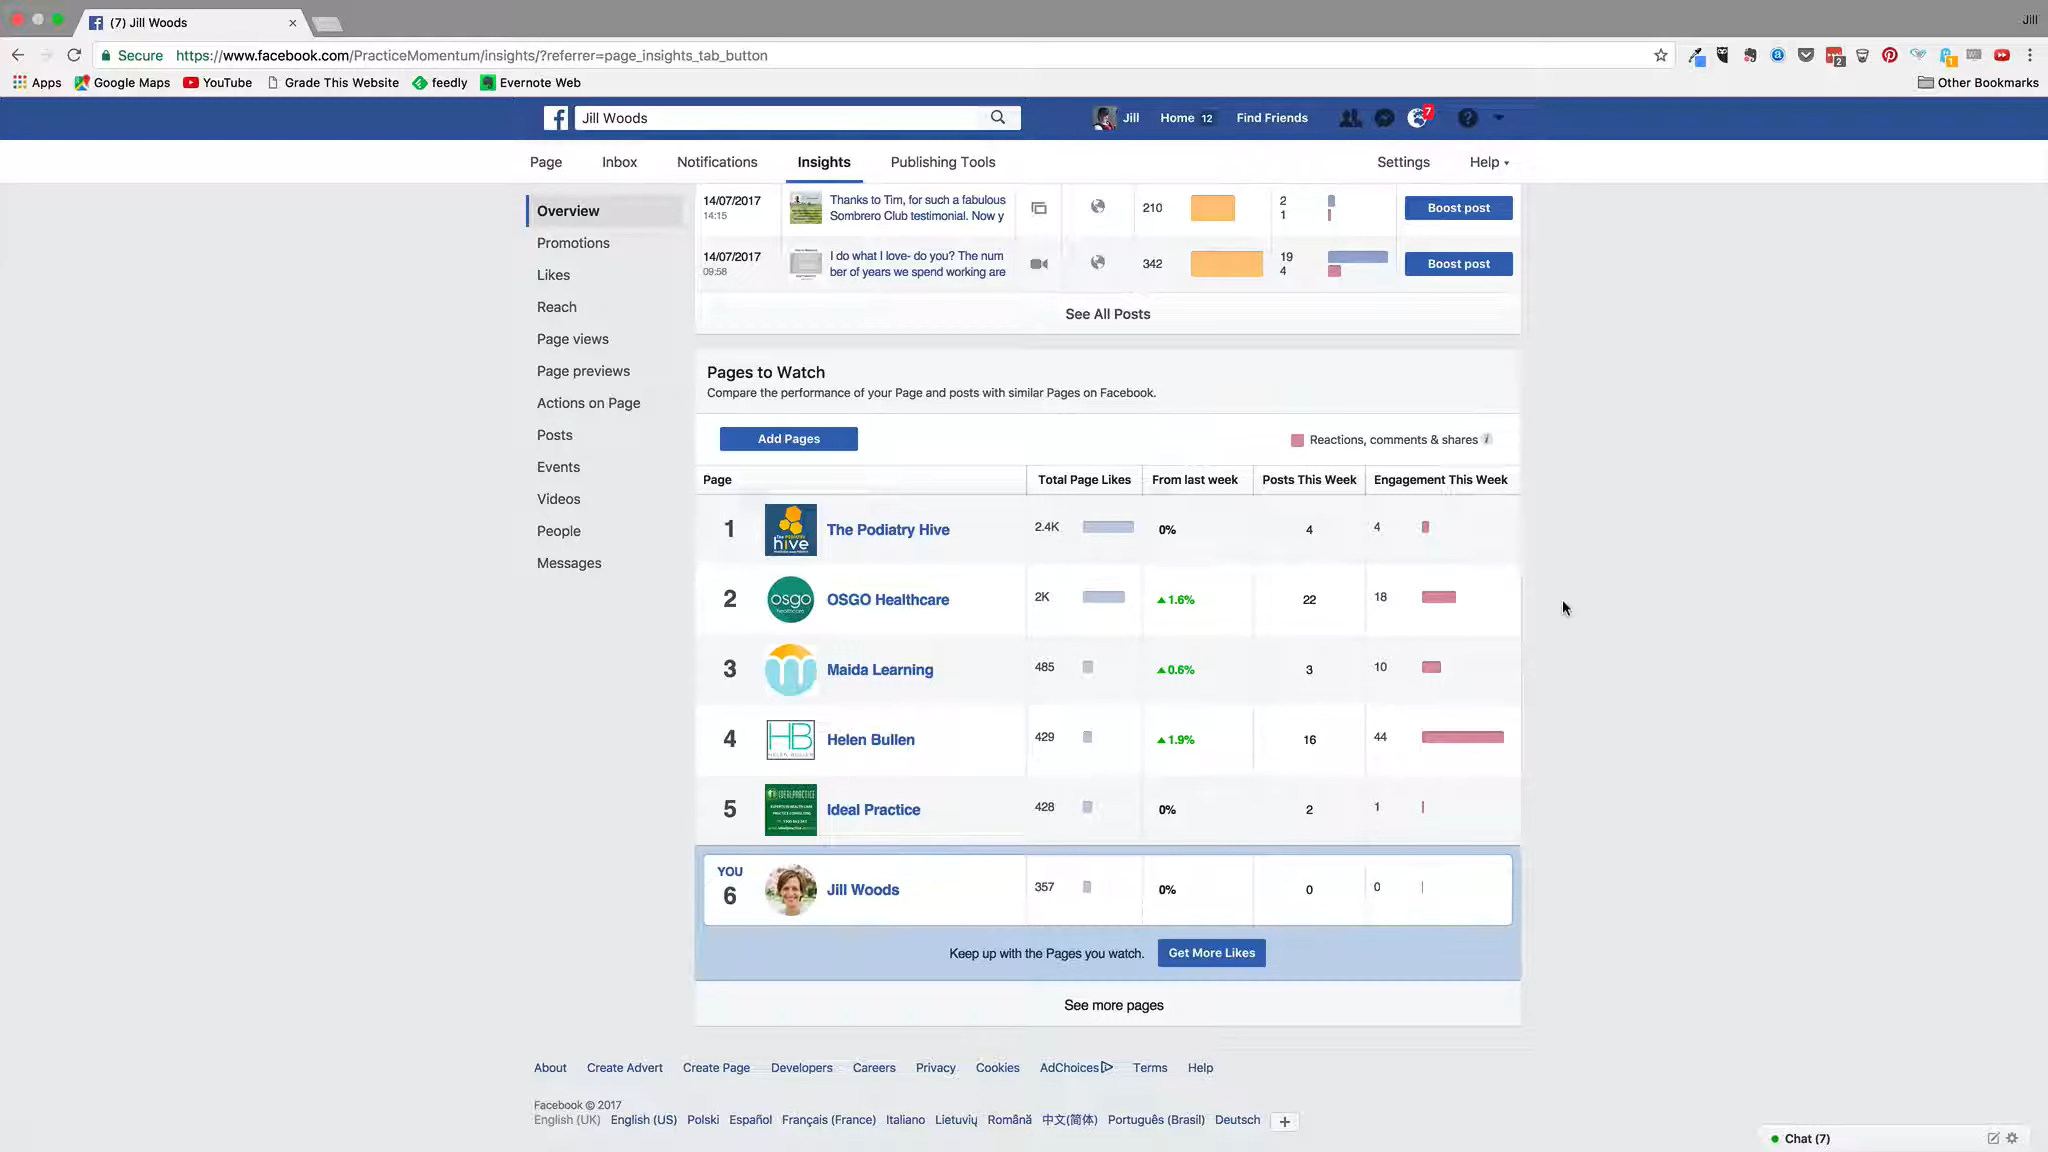 (7) Jill Woods
Jill
Secure https://www.facebook.com/PracticeMomentum/insights/?referrer=page_insights_tab_button
Apps Google Maps YouTube Grade This Website feedly Evernote Web Other Bookmarks
Jill Woods Jill Home 12 Find Friends 7
Page Inbox Notifications Insights Publishing Tools Settings Help
Overview
Promotions
Likes
Reach
Page views
Page previews
Actions on Page
Posts
Events
Videos
People
Messages
14/07/2017 14:15 Thanks to Tim, for such a fabulous Sombrero Club testimonial. Now y 210 2 1 Boost post
14/07/2017 09:58 I do what I love- do you? The num ber of years we spend working are 342 19 4 Boost post
See All Posts
Pages to Watch
Compare the performance of your Page and posts with similar Pages on Facebook.
Add Pages Reactions, comments & shares i
Page Total Page Likes From last week Posts This Week Engagement This Week
1 The Podiatry Hive 2.4K 0% 4 4
2 osgo healthcare OSGO Healthcare 2K 1.6% 22 18
3 Maida Learning 485 0.6% 3 10
4 HB HELEN BULLEN Helen Bullen 429 1.9% 16 44
5 Ideal Practice 428 0% 2 1
YOU
6 Jill Woods 357 0% 0 0
Keep up with the Pages you watch. Get More Likes
See more pages
About Create Advert Create Page Developers Careers Privacy Cookies AdChoices Terms Help
Facebook © 2017
English (UK) English (US) Polski Español Français (France) Italiano Lietuvių Română 中文(简体) Português (Brasil) Deutsch +
Chat (7)